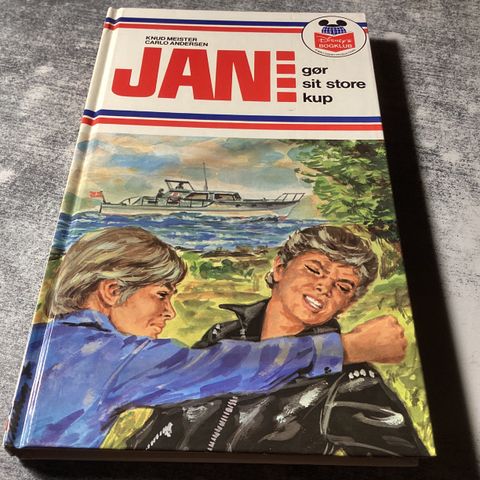 KNUD MEISTER
CARLO ANDERSEN
JAN
gør
sit store
kup
DISNEY'S
BOGKLUB